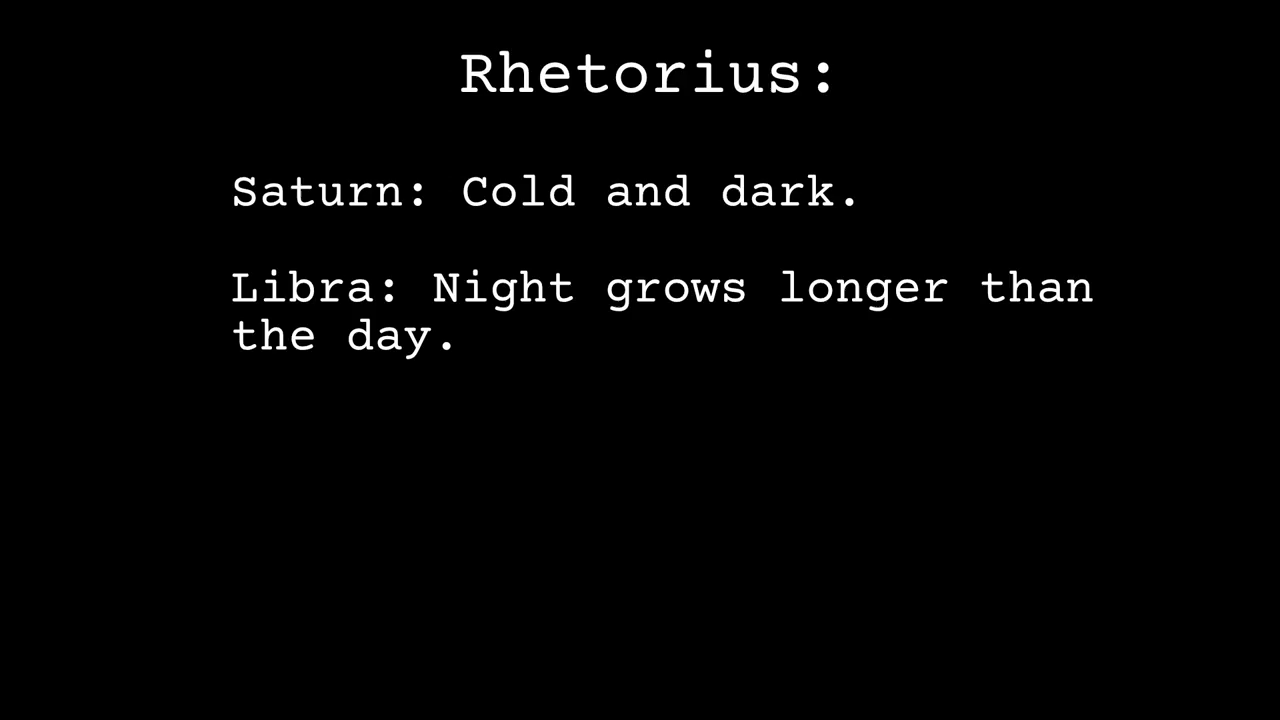 Rhetorius:
Saturn: Cold and dark.
Libra: Night grows longer than
the day.